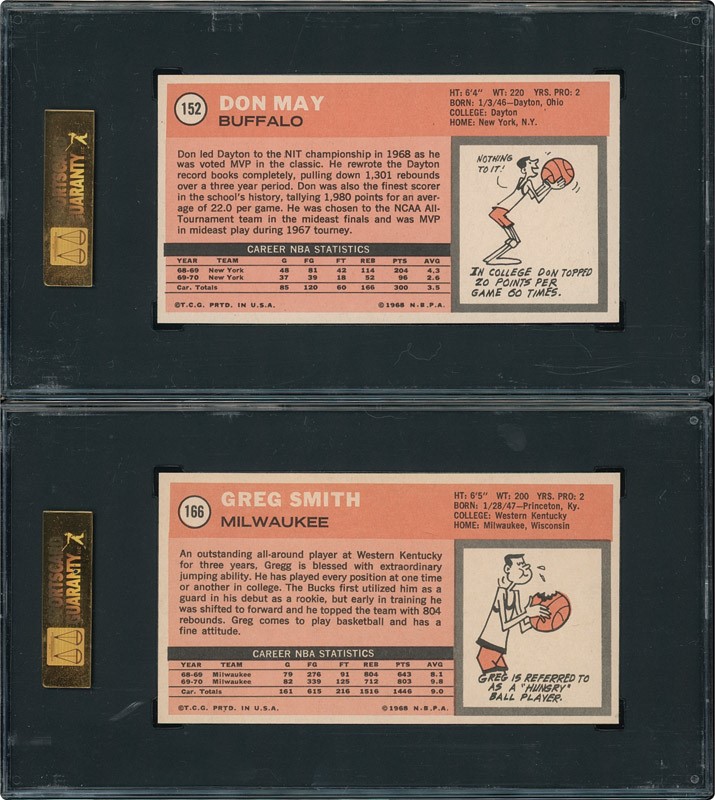 152
DON MAY
BUFFALO
HT: 6'4" WT: 220 YRS. PRO: 2
BORN: 1/3/46—Dayton, Ohio
COLLEGE: Dayton
HOME: New York, N.Y.
Don led Dayton to the NIT championship in 1968 as he
was voted MVP in the classic. He rewrote the Dayton
record books completely, pulling down 1,301 rebounds
over a three year period. Don was also the finest scorer
in the school's history, tallying 1,980 points for an aver-
age of 22.0 per game. He was chosen to the NCAA All-
Tournament team in the mideast finals and was MVP
in mideast play during 1967 tourney.
NOTHING
TO IT!
IN COLLEGE DON TOPPED
20 POINTS PER
GAME 60 TIMES.
CAREER NBA STATISTICS
YEAR TEAM G FG FT REB PTS AVG
68-69 New York 48 81 42 114 204 4.3
69-70 New York 37 39 18 52 96 2.6
Car. Totals 85 120 60 166 300 3.5
©T.C.G. PRTD. IN U.S.A. ©1968 N.B.P.A.
GUARANTY
166
GREG SMITH
MILWAUKEE
HT: 6'5" WT: 200 YRS. PRO: 2
BORN: 1/28/47—Princeton, Ky.
COLLEGE: Western Kentucky
HOME: Milwaukee, Wisconsin
An outstanding all-around player at Western Kentucky
for three years, Gregg is blessed with extraordinary
jumping ability. He has played every position at one time
or another in college. The Bucks first utilized him as a
guard in his debut as a rookie, but early in training he
was shifted to forward and he topped the team with 804
rebounds. Greg comes to play basketball and has a
fine attitude.
GREG IS REFERRED TO
AS A "HUNGRY"
BALL PLAYER.
CAREER NBA STATISTICS
YEAR TEAM G FG FT REB PTS AVG
68-69 Milwaukee 79 276 91 804 643 8.1
69-70 Milwaukee 82 339 125 712 803 9.8
Car. Totals 161 615 216 1516 1446 9.0
©T.C.G. PRTD. IN U.S.A. ©1968 N.B.P.A.
GUARANTY